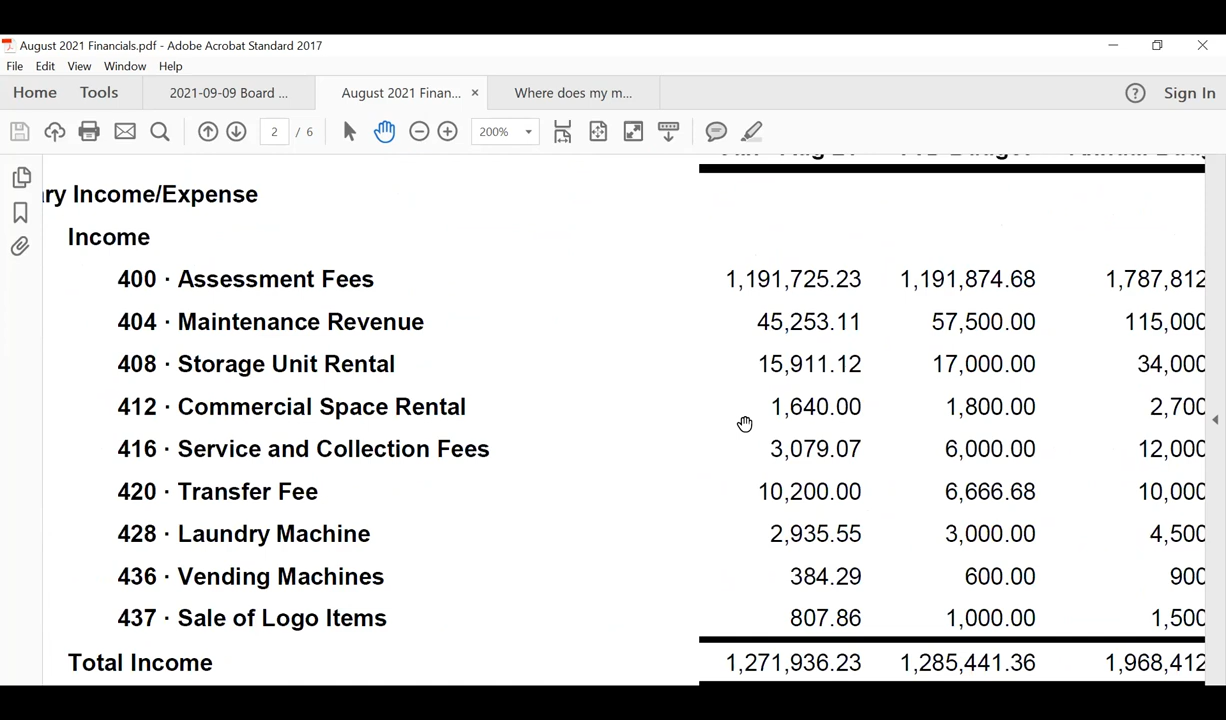 August 2021 Financials.pdf - Adobe Acrobat Standard 2017
File Edit View Window Help
Home Tools 2021-09-09 Board ... August 2021 Finan... × Where does my m... ? Sign In
2 / 6 200%
ry Income/Expense
Income
400 · Assessment Fees 1,191,725.23 1,191,874.68 1,787,812
404 · Maintenance Revenue 45,253.11 57,500.00 115,000
408 · Storage Unit Rental 15,911.12 17,000.00 34,000
412 · Commercial Space Rental 1,640.00 1,800.00 2,700
416 · Service and Collection Fees 3,079.07 6,000.00 12,000
420 · Transfer Fee 10,200.00 6,666.68 10,000
428 · Laundry Machine 2,935.55 3,000.00 4,500
436 · Vending Machines 384.29 600.00 900
437 · Sale of Logo Items 807.86 1,000.00 1,500
Total Income 1,271,936.23 1,285,441.36 1,968,412